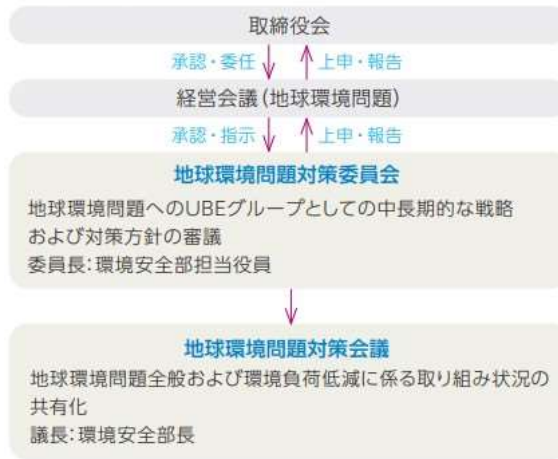 取締役会
承認・委任 上申・報告
経営会議(地球環境問題)
承認・指示 上申・報告
地球環境問題対策委員会
地球環境問題へのUBEグループとしての中長期的な戦略
および対策方針の審議
委員長:環境安全部担当役員
地球環境問題対策会議
地球環境問題全般および環境負荷低減に係る取り組み状況の
共有化
議長:環境安全部長